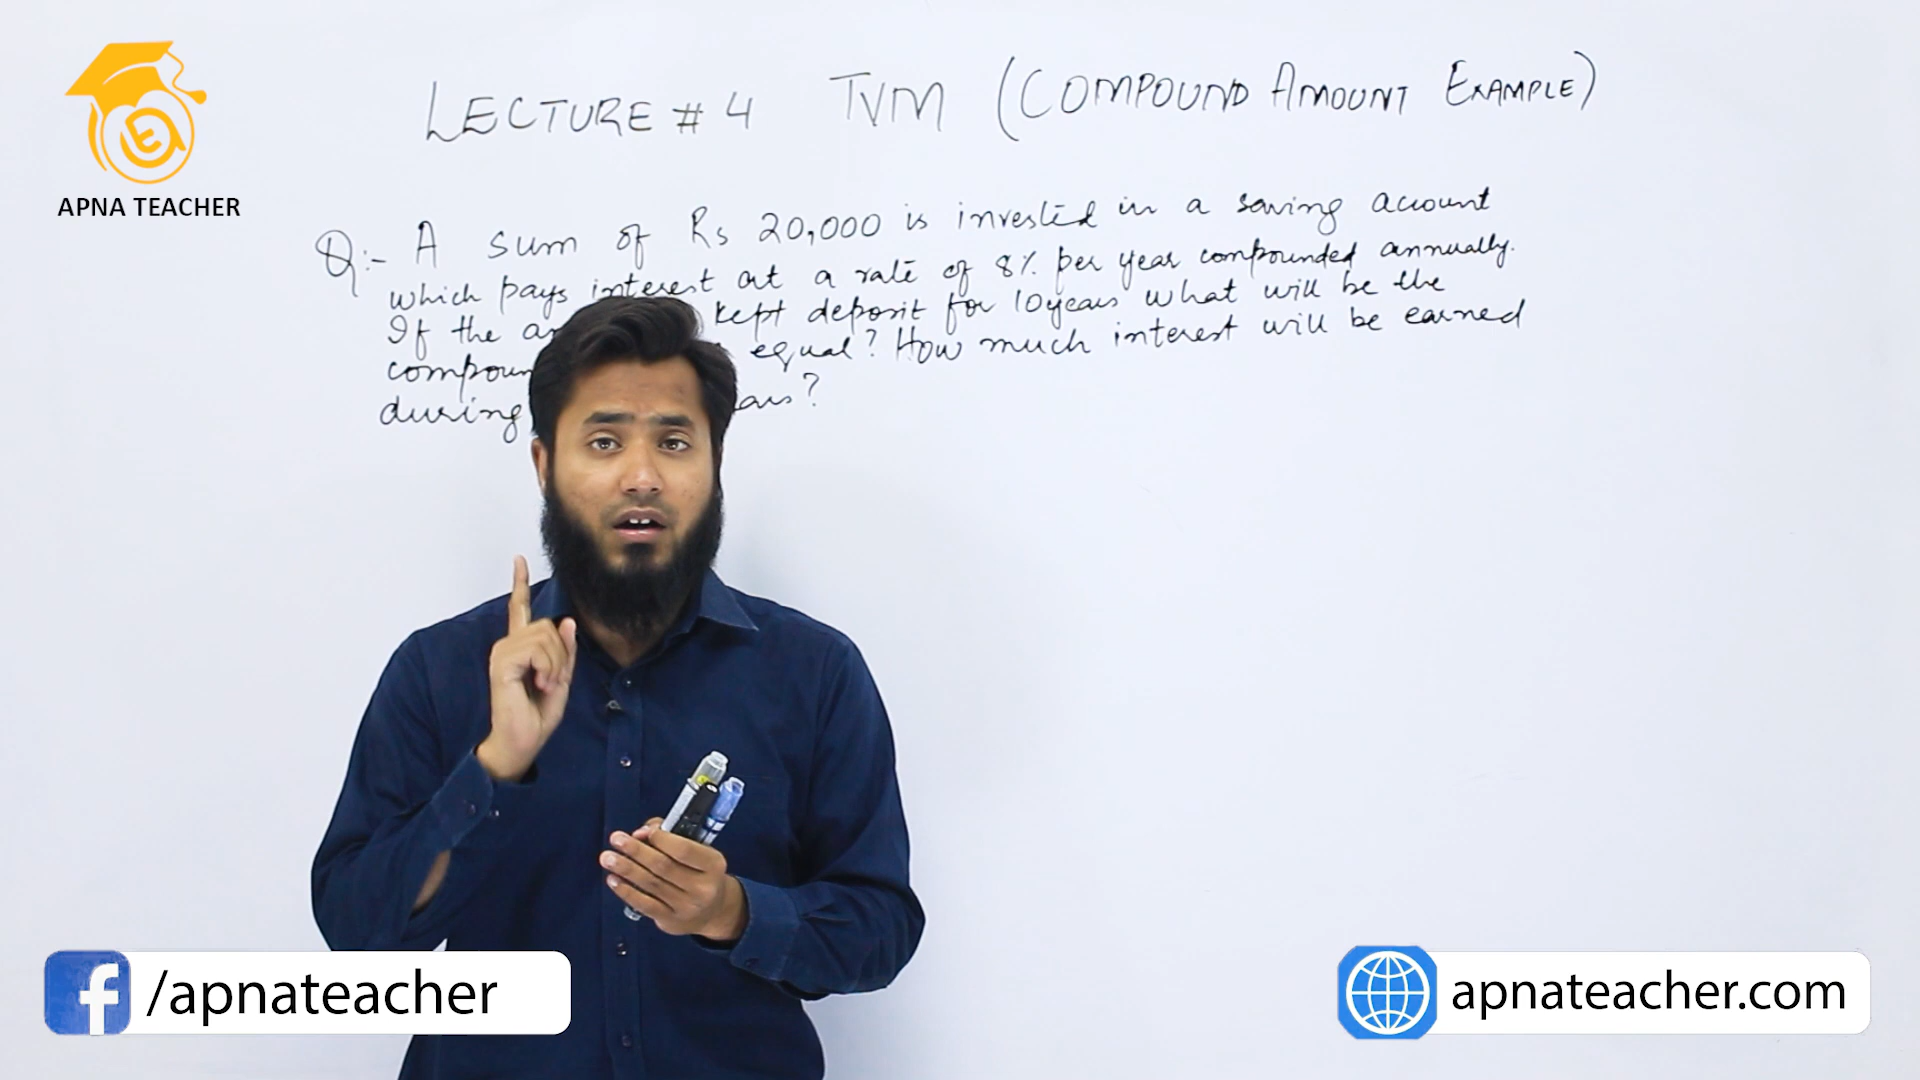 APNA TEACHER
LECTURE # 4 TVM (COMPOUND AMOUNT EXAMPLE)
Q:- A sum of Rs 20,000 is invested in a saving account
which pays interest at a rate of 8% per year compounded annually.
If the kept deposit for 10 years what will be the
equal? How much interest will be earned
during ?
/apnateacher
apnateacher.com